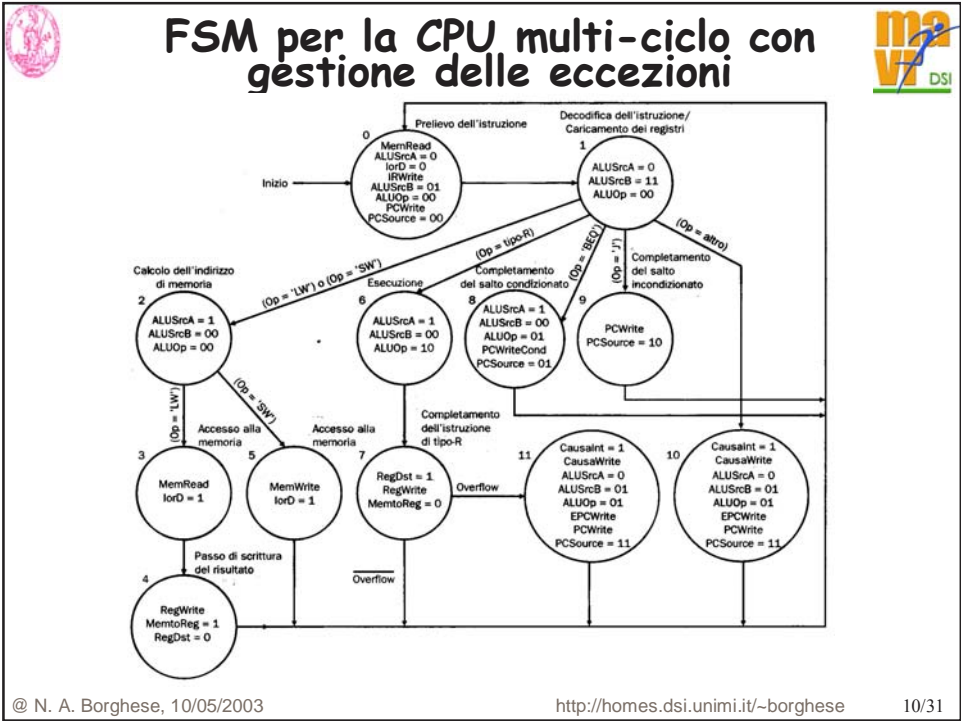 FSM per la CPU multi-ciclo con
gestione delle eccezioni
ma
VI DSI
Prelievo dell'istruzione
Decodifica dell'istruzione/
Caricamento dei registri
Inizio
0
MemRead
ALUSrcA = 0
IorD = 0
IRWrite
ALUSrcB = 01
ALUOp = 00
PCWrite
PCSource = 00
1
ALUSrcA = 0
ALUSrcB = 11
ALUOp = 00
(Op = 'LW') o (Op = 'SW')
(Op = tipo-R)
(Op = 'BEQ')
(Op = 'J')
(Op = altro)
Calcolo dell'indirizzo
di memoria
2
ALUSrcA = 1
ALUSrcB = 00
ALUOp = 00
Esecuzione
6
ALUSrcA = 1
ALUSrcB = 00
ALUOp = 10
Completamento
del salto condizionato
8
ALUSrcA = 1
ALUSrcB = 00
ALUOp = 01
PCWriteCond
PCSource = 01
Completamento
del salto
incondizionato
9
PCWrite
PCSource = 10
(Op = 'LW')
(Op = 'SW')
Accesso alla
memoria
3
MemRead
IorD = 1
Accesso alla
memoria
5
MemWrite
IorD = 1
Completamento
dell'istruzione
di tipo-R
7
RegDst = 1
RegWrite
MemtoReg = 0
Overflow
11
CausaInt = 1
CausaWrite
ALUSrcA = 0
ALUSrcB = 01
ALUOp = 01
EPCWrite
PCWrite
PCSource = 11
10
CausaInt = 1
CausaWrite
ALUSrcA = 0
ALUSrcB = 01
ALUOp = 01
EPCWrite
PCWrite
PCSource = 11
Passo di scrittura
del risultato
4
RegWrite
MemtoReg = 1
RegDst = 0
Overflow
@ N. A. Borghese, 10/05/2003
http://homes.dsi.unimi.it/~borghese
10/31